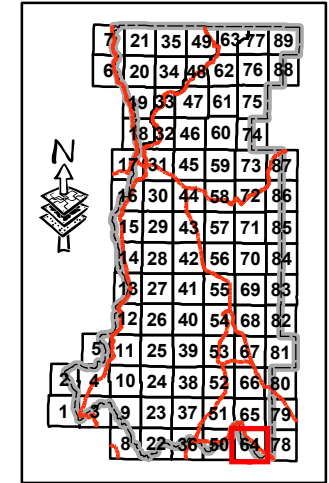 7 21 35 49 63 77 89
6 20 34 48 62 76 88
19 33 47 61 75
18 32 46 60 74
N 17 31 45 59 73 87
16 30 44 58 72 86
15 29 43 57 71 85
14 28 42 56 70 84
13 27 41 55 69 83
12 26 40 54 68 82
5 11 25 39 53 67 81
2 4 10 24 38 52 66 80
1 3 9 23 37 51 65 79
8 22 36 50 64 78